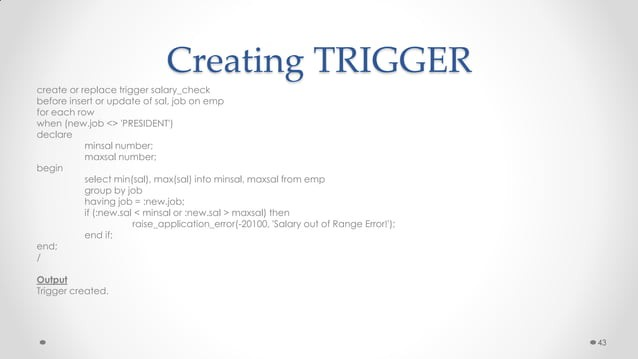 Creating TRIGGER
create or replace trigger salary_check
before insert or update of sal, job on emp
for each row
when (new.job <> 'PRESIDENT')
declare
minsal number;
maxsal number;
begin
select min(sal), max(sal) into minsal, maxsal from emp
group by job
having job = :new.job;
if (:new.sal < minsal or :new.sal > maxsal) then
raise_application_error(-20100, 'Salary out of Range Error!');
end if;
end;
/
Output
Trigger created.
43